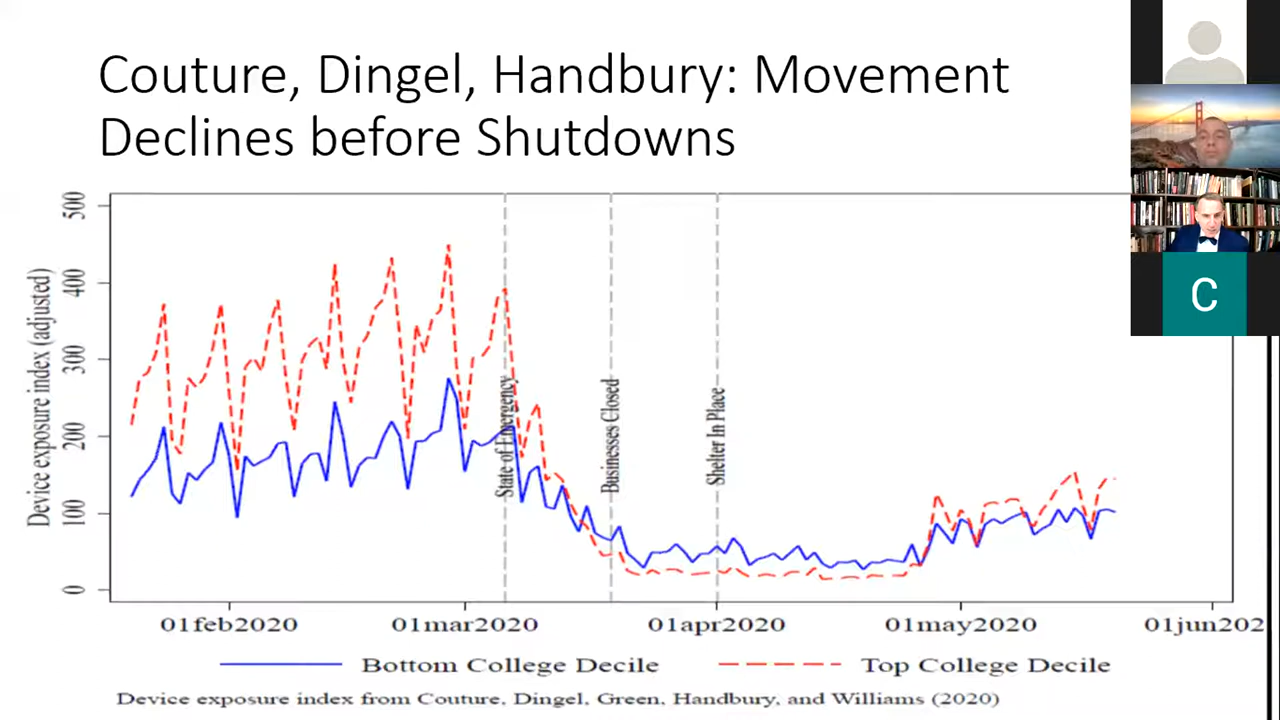 Couture, Dingel, Handbury: Movement
Declines before Shutdowns
Device exposure index (adjusted)
500
400
300
200
100
0
State of Emergency
Businesses Closed
Shelter In Place
01feb2020
01mar2020
01apr2020
01may2020
01jun202
Bottom College Decile
Top College Decile
Device exposure index from Couture, Dingel, Green, Handbury, and Williams (2020)
C